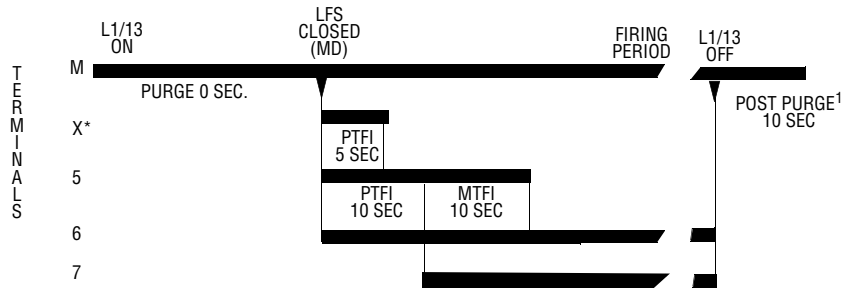 L1/13
ON
LFS
CLOSED
(MD)
FIRING
PERIOD
L1/13
OFF
TERMINALS
M
PURGE 0 SEC.
POST PURGE1
10 SEC
X*
PTFI
5 SEC
5
PTFI
10 SEC
MTFI
10 SEC
6
7